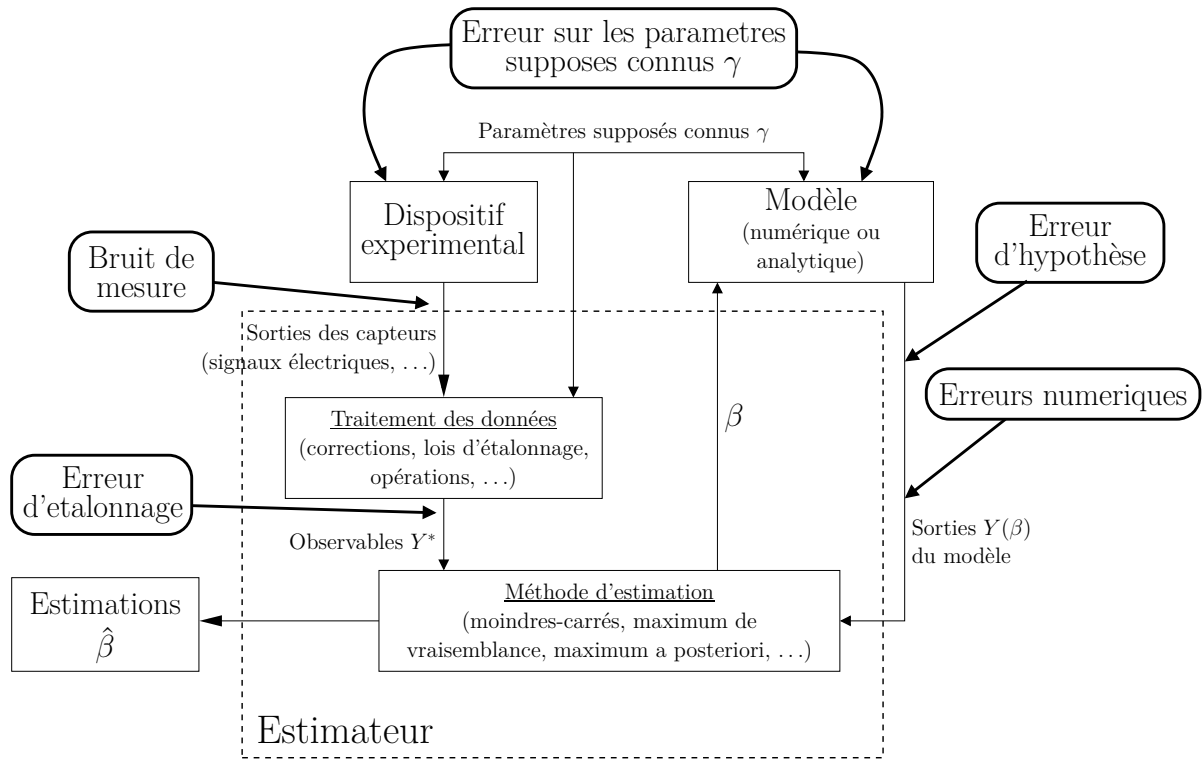 Erreur sur les parametres
supposes connus γ
Paramètres supposés connus γ
Dispositif
experimental
Modèle
(numérique ou
analytique)
Erreur
d'hypothèse
Bruit de
mesure
Sorties des capteurs
(signaux électriques, …)
Traitement des données
(corrections, lois d'étalonnage,
opérations, …)
β
Erreurs numeriques
Erreur
d'etalonnage
Observables Y*
Sorties Y(β)
du modèle
Estimations
β̂
Méthode d'estimation
(moindres-carrés, maximum de
vraisemblance, maximum a posteriori, …)
Estimateur